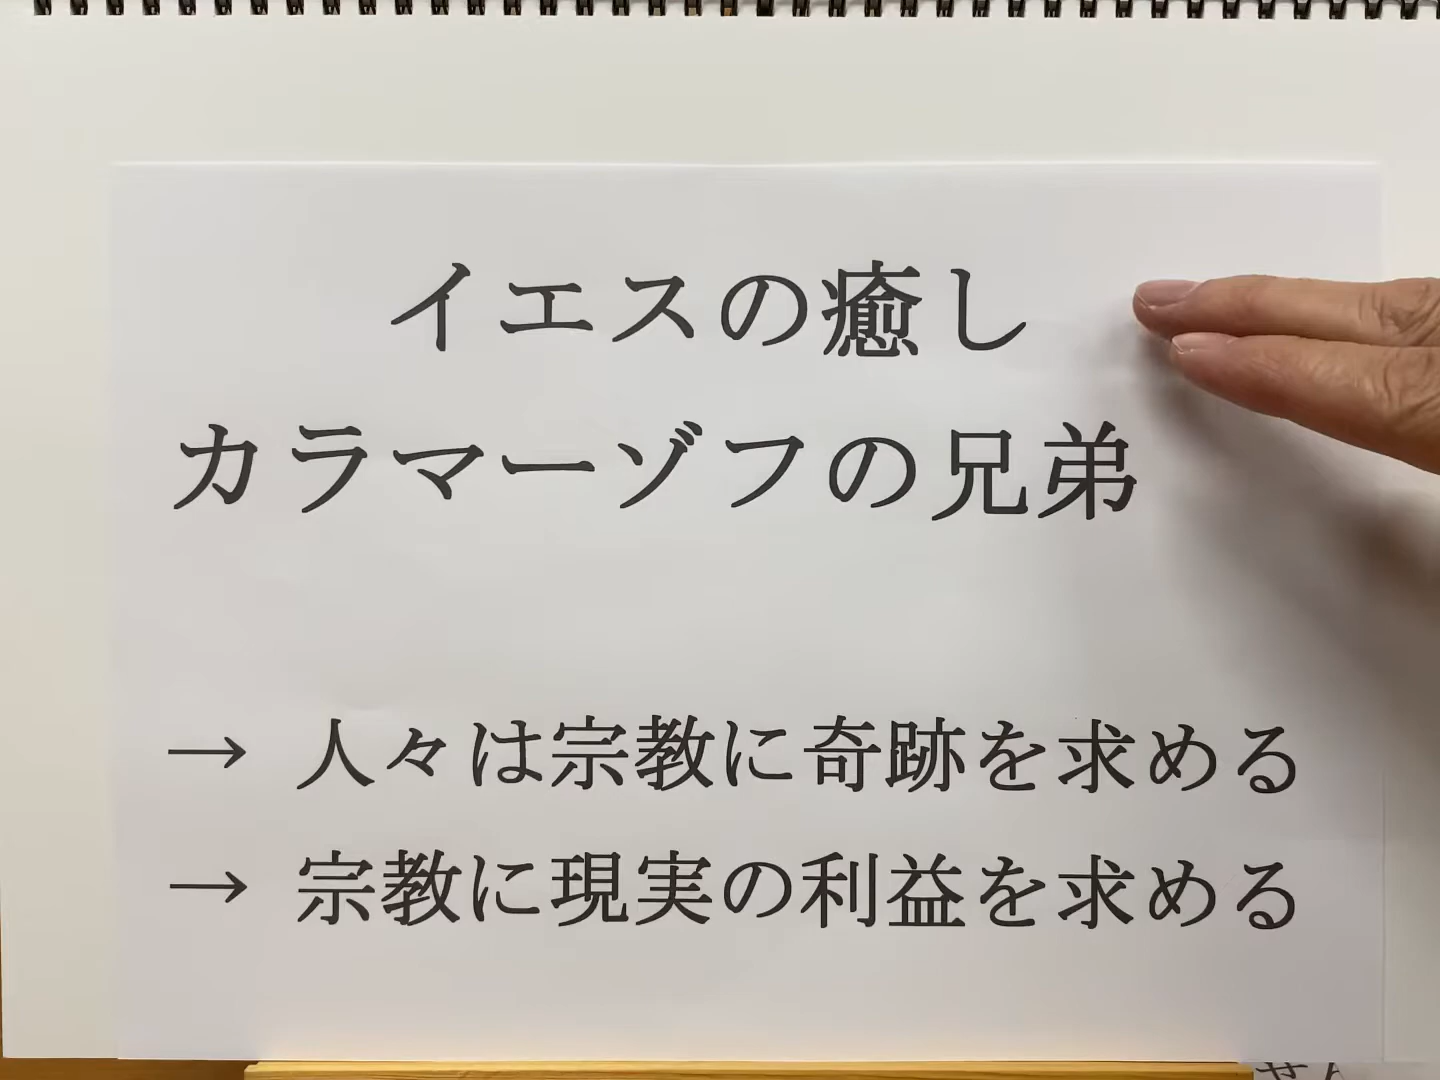 イエスの癒し
カラマーゾフの兄弟
→ 人々は宗教に奇跡を求める
→ 宗教に現実の利益を求める